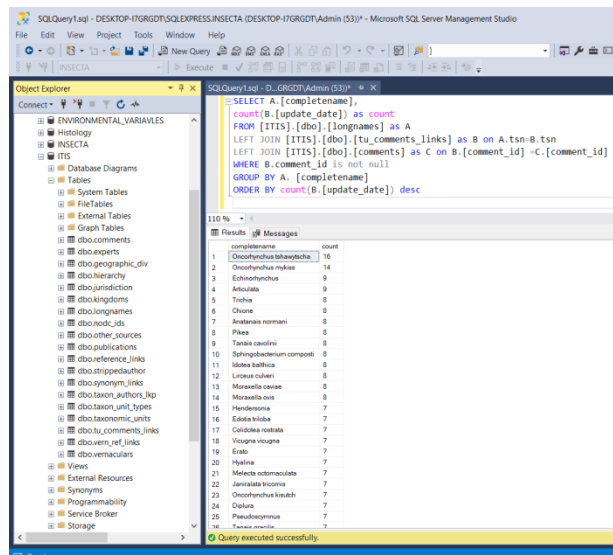 SQLQuery1.sql - DESKTOP-I7GRGDT\SQLEXPRESS.INSECTA (DESKTOP-I7GRGDT\Admin (53))* - Microsoft SQL Server Management Studio
File Edit View Project Tools Window Help
New Query
INSECTA Execute
Object Explorer
SQLQuery1.sql - D...GRGDT\Admin (53))*
Connect
ENVIRONMENTAL_VARIAVLES
Histology
INSECTA
ITIS
Database Diagrams
Tables
System Tables
FileTables
External Tables
Graph Tables
dbo.comments
dbo.experts
dbo.geographic_div
dbo.hierarchy
dbo.jurisdiction
dbo.kingdoms
dbo.longnames
dbo.nodc_ids
dbo.other_sources
dbo.publications
dbo.reference_links
dbo.strippedauthor
dbo.synonym_links
dbo.taxon_authors_lkp
dbo.taxon_unit_types
dbo.taxonomic_units
dbo.tu_comments_links
dbo.vern_ref_links
dbo.vernaculars
Views
External Resources
Synonyms
Programmability
Service Broker
Storage
SELECT A.[completename],
count(B.[update_date]) as count
FROM [ITIS].[dbo].[longnames] as A
LEFT JOIN [ITIS].[dbo].[tu_comments_links] as B on A.tsn=B.tsn
LEFT JOIN [ITIS].[dbo].[comments] as C on B.[comment_id] =C.[comment_id]
WHERE B.comment_id is not null
GROUP BY A. [completename]
ORDER BY count(B.[update_date]) desc
110 %
Results Messages
completename count
1 Oncorhynchus tshawytscha 16
2 Oncorhynchus mykiss 14
3 Echinorhynchus 9
4 Articulata 9
5 Trichia 8
6 Chione 8
7 Anatanais normani 8
8 Pikea 8
9 Tanais cavolinii 8
10 Sphingobacterium composti 8
11 Idotea balthica 8
12 Lirceus culveri 8
13 Moraxella caviae 8
14 Moraxella ovis 8
15 Hendersonia 7
16 Edotia triloba 7
17 Colidotea rostrata 7
18 Vicugna vicugna 7
19 Erato 7
20 Hyalina 7
21 Melecta octomaculata 7
22 Janiralata tricornis 7
23 Oncorhynchus kisutch 7
24 Diplura 7
25 Pseudoscymnus 7
26 Tanais gracilis 7
Query executed successfully.